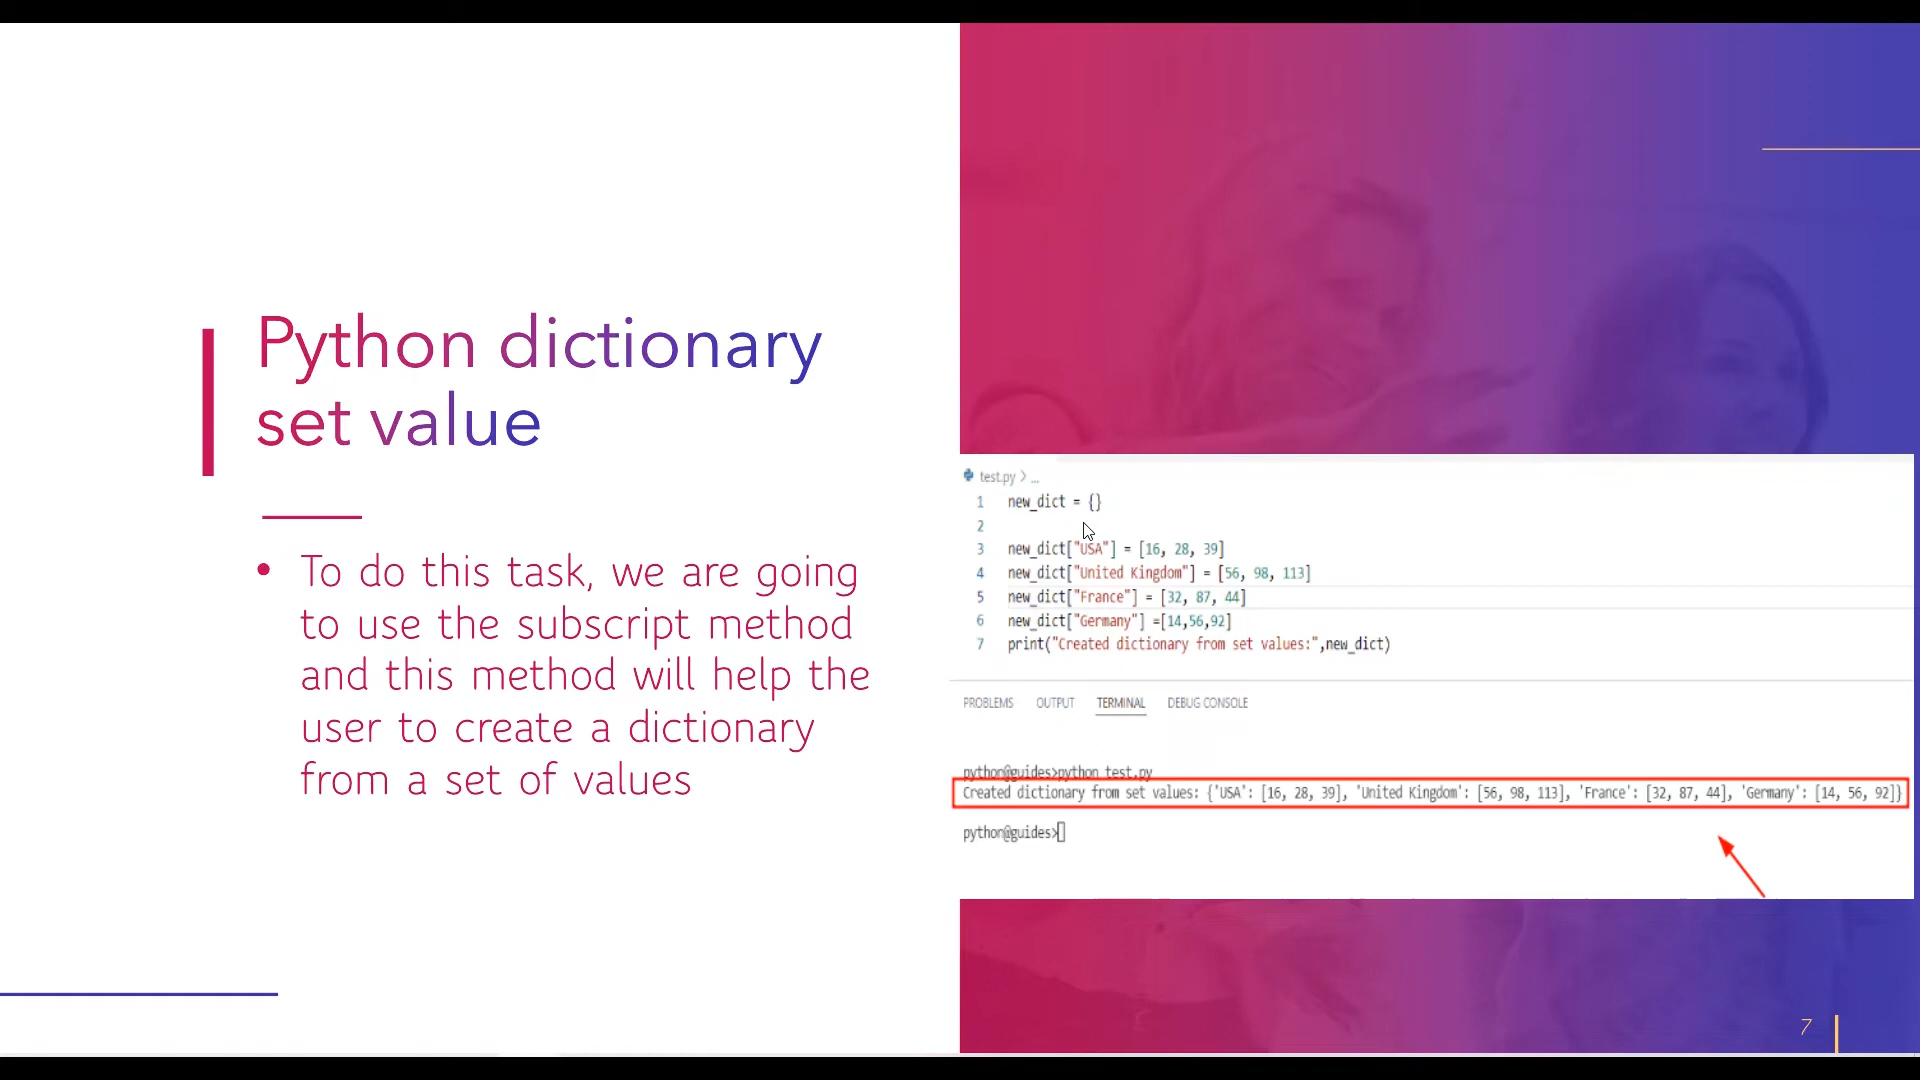 Python dictionary
set value
• To do this task, we are going
to use the subscript method
and this method will help the
user to create a dictionary
from a set of values
test.py > ...
1 new_dict = {}
2
3 new_dict["USA"] = [16, 28, 39]
4 new_dict["United Kingdom"] = [56, 98, 113]
5 new_dict["France"] = [32, 87, 44]
6 new_dict["Germany"] =[14,56,92]
7 print("Created dictionary from set values:",new_dict)
PROBLEMS OUTPUT TERMINAL DEBUG CONSOLE
python@guides>python test.py
Created dictionary from set values: {'USA': [16, 28, 39], 'United Kingdom': [56, 98, 113], 'France': [32, 87, 44], 'Germany': [14, 56, 92]}
python@guides>
7